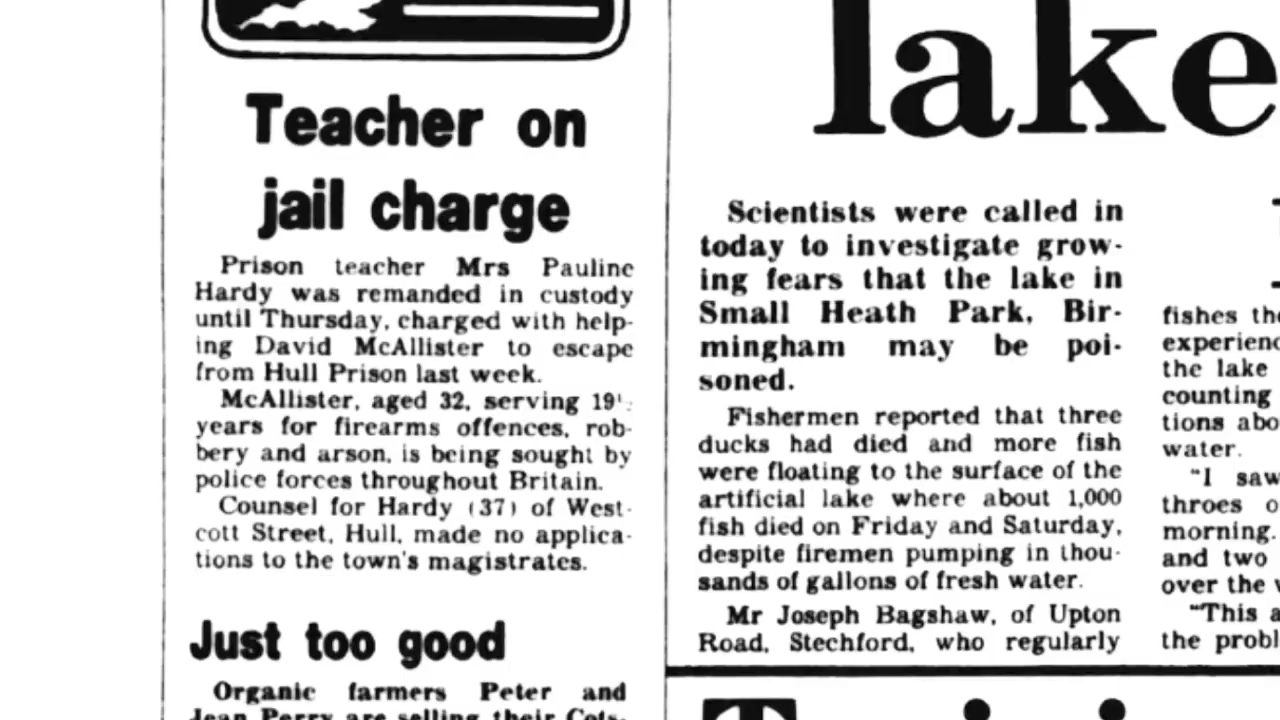 Teacher on
jail charge
Prison teacher Mrs Pauline
Hardy was remanded in custody
until Thursday, charged with help-
ing David McAllister to escape
from Hull Prison last week.
McAllister, aged 32, serving
years for firearms offences, rob-
bery and arson, is being sought by
police forces throughout Britain.
Counsel for Hardy (37) of West-
cott Street, Hull, made no applica-
tions to the town's magistrates.
Just too good
Organic farmers Peter and
Jean Perry are selling their Cots-
lake
Scientists were called in
today to investigate grow-
ing fears that the lake in
Small Heath Park, Bir-
mingham may be poi-
soned.
Fishermen reported that three
ducks had died and more fish
were floating to the surface of the
artificial lake where about 1,000
fish died on Friday and Saturday,
despite firemen pumping in thou-
sands of gallons of fresh water.
Mr Joseph Bagshaw, of Upton
Road, Stechford, who regularly
fishes the
experienc
the lake
counting
tions abo
water.
"I saw
throes o
morning.
and two
over the
"This a
the probl